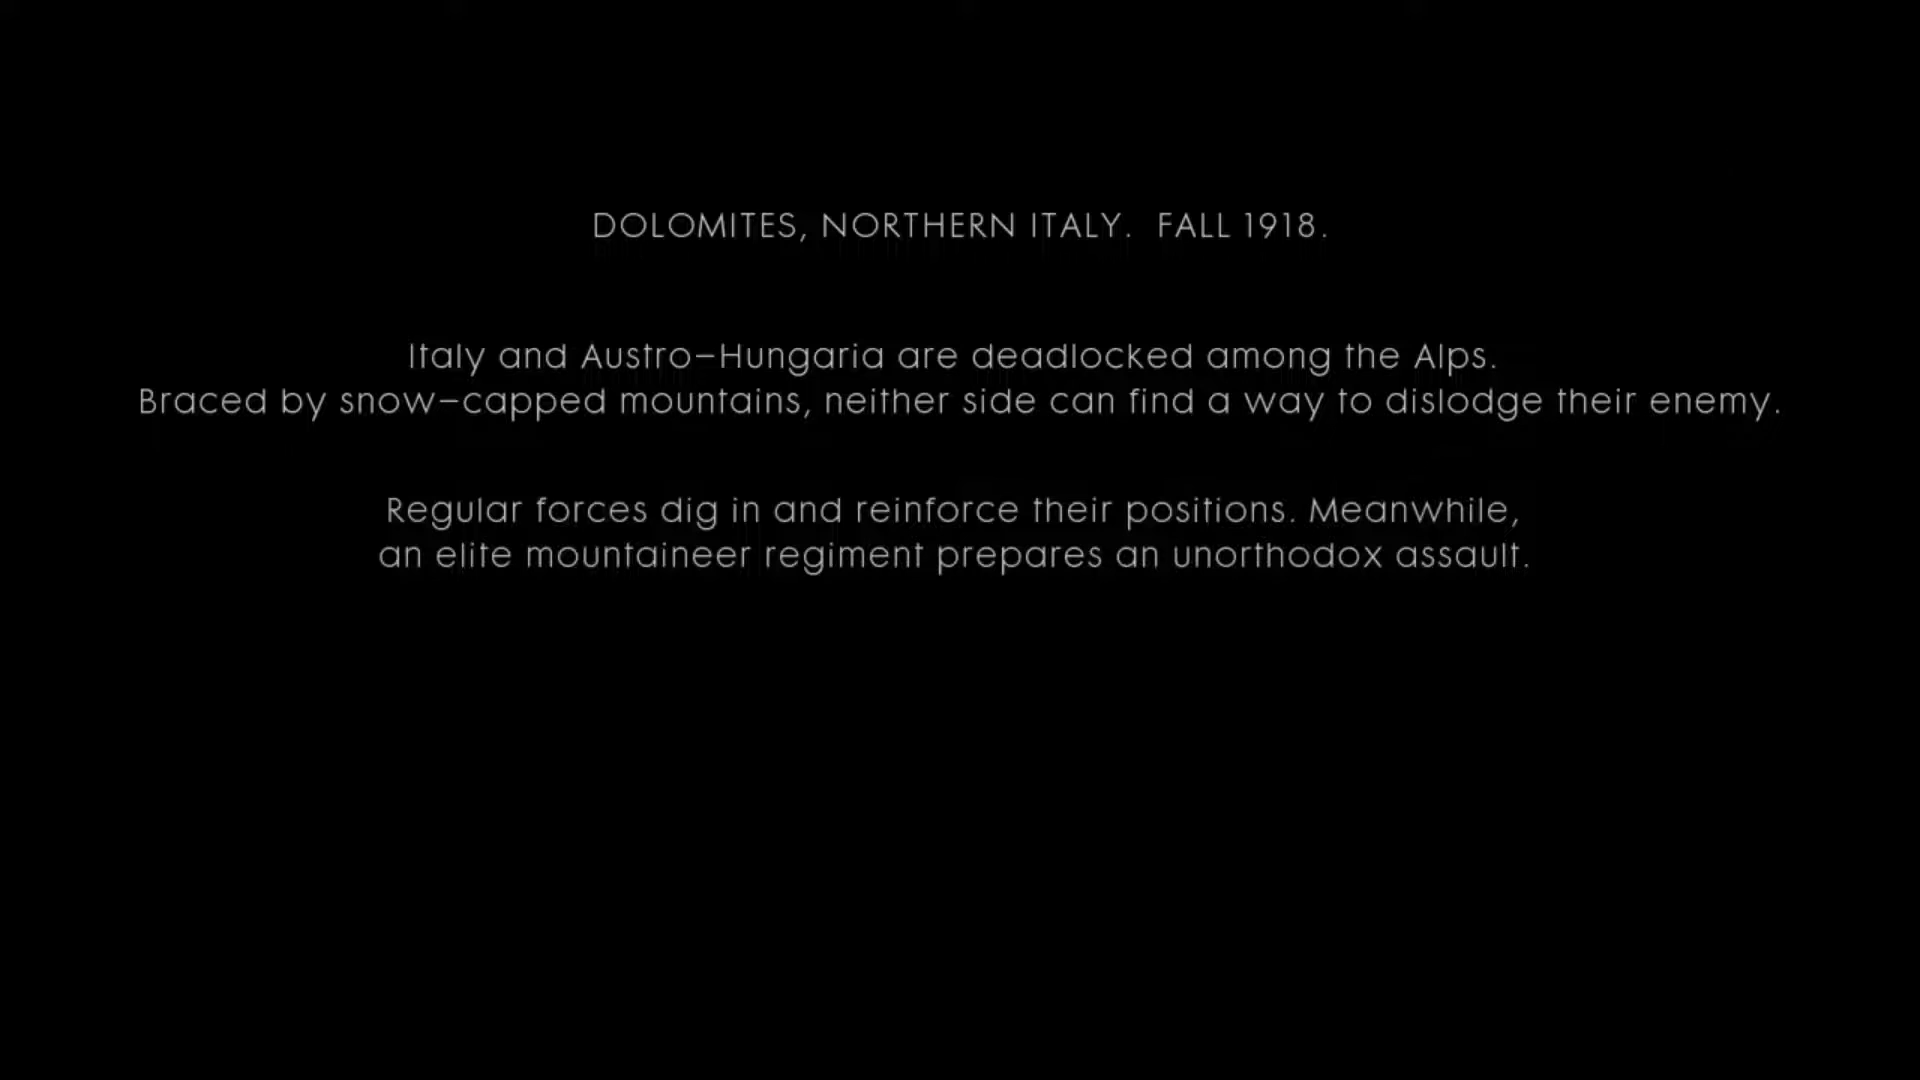 DOLOMITES, NORTHERN ITALY.  FALL 1918.
Italy and Austro-Hungaria are deadlocked among the Alps.
Braced by snow-capped mountains, neither side can find a way to dislodge their enemy.
Regular forces dig in and reinforce their positions. Meanwhile,
an elite mountaineer regiment prepares an unorthodox assault.